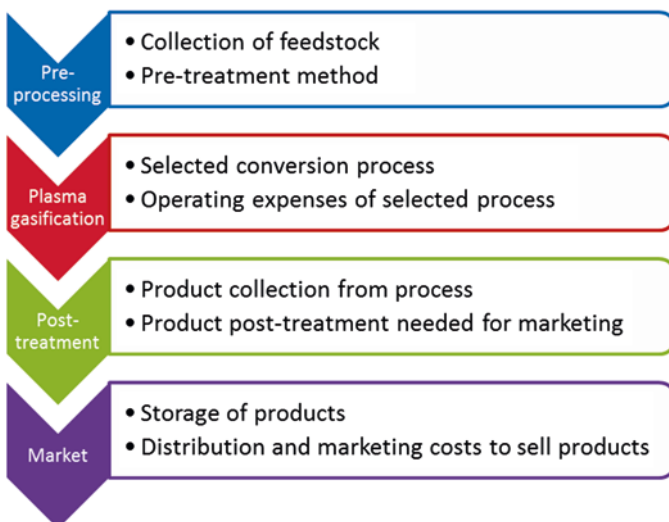 Pre-
processing
• Collection of feedstock
• Pre-treatment method
Plasma
gasification
• Selected conversion process
• Operating expenses of selected process
Post-
treatment
• Product collection from process
• Product post-treatment needed for marketing
Market
• Storage of products
• Distribution and marketing costs to sell products